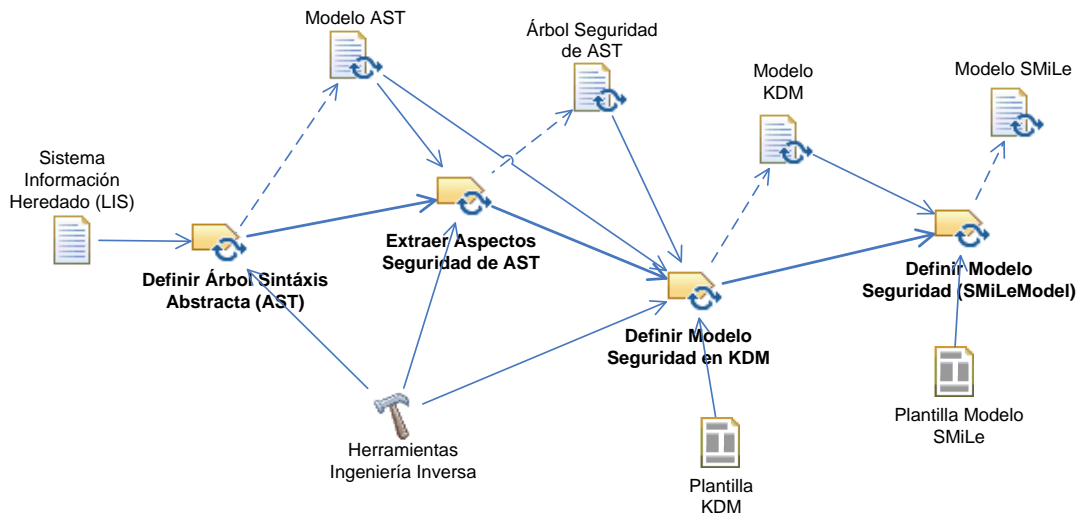 Modelo AST
Árbol Seguridad
de AST
Modelo
KDM
Modelo SMiLe
Sistema
Información
Heredado (LIS)
Definir Árbol Sintáxis
Abstracta (AST)
Extraer Aspectos
Seguridad de AST
Definir Modelo
Seguridad en KDM
Definir Modelo
Seguridad (SMiLeModel)
Herramientas
Ingeniería Inversa
Plantilla
KDM
Plantilla Modelo
SMiLe